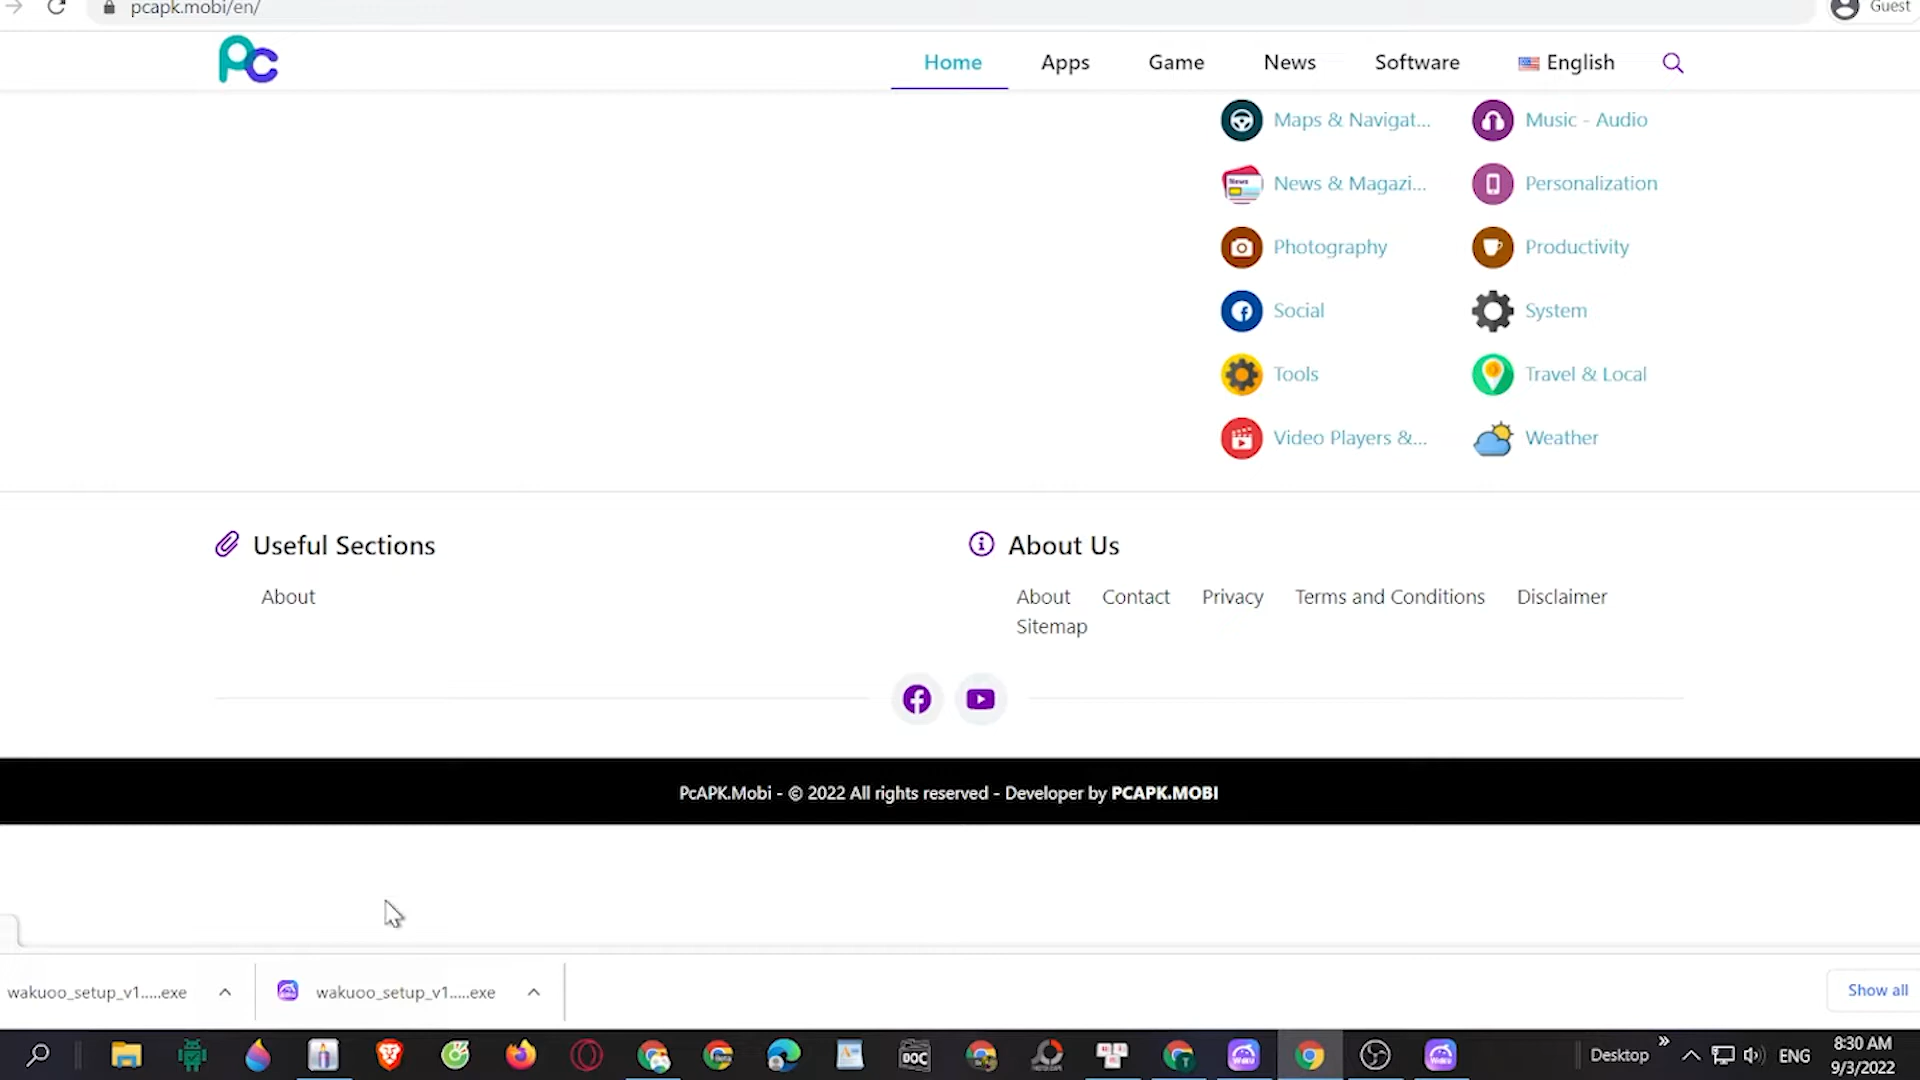 pcapk.mobi/en/
Guest
PC
Home Apps Game News Software English
Maps & Navigat... Music - Audio
News & Magazi... Personalization
Photography Productivity
Social System
Tools Travel & Local
Video Players &... Weather
Useful Sections
About
About Us
About Contact Privacy Terms and Conditions Disclaimer
Sitemap
PcAPK.Mobi - © 2022 All rights reserved - Developer by PCAPK.MOBI
wakuoo_setup_v1.....exe wakuoo_setup_v1.....exe Show all
DOC
Desktop » ENG 8:30 AM
9/3/2022